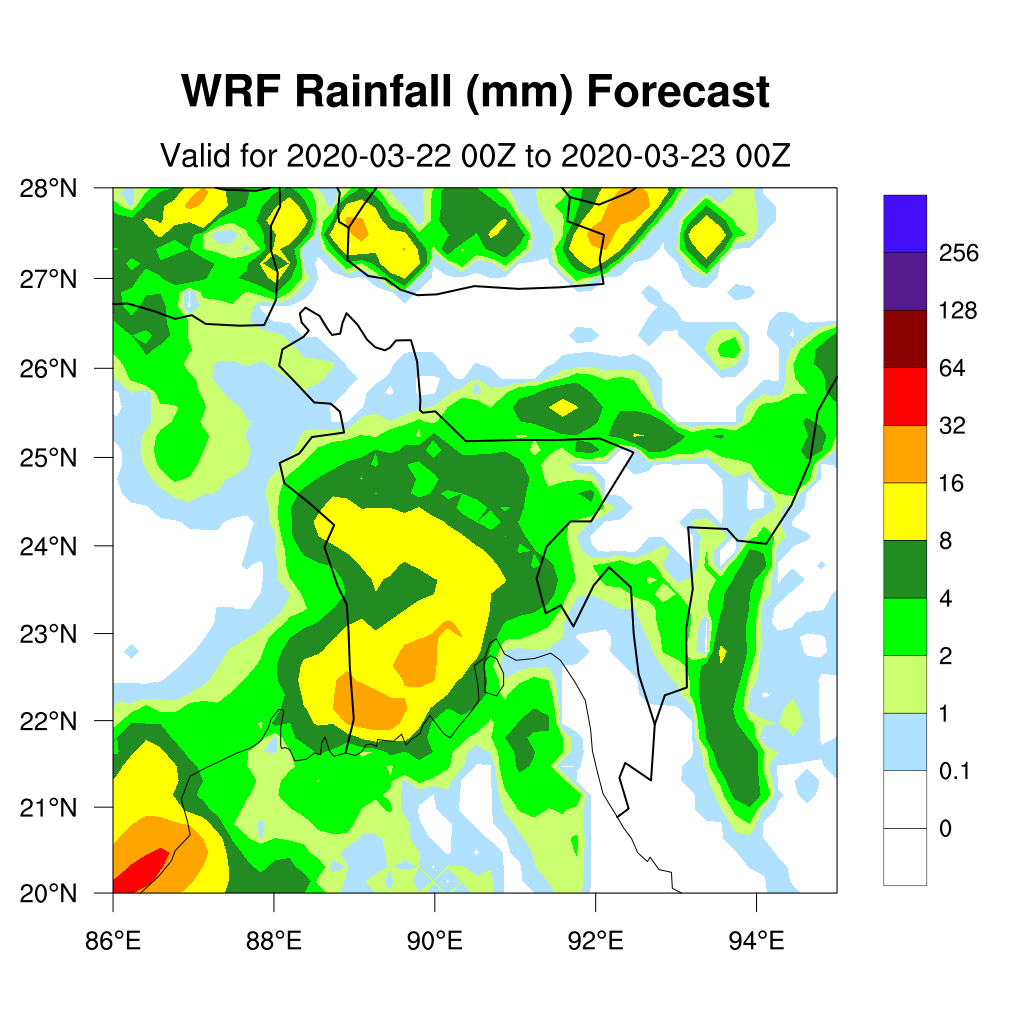 WRF Rainfall (mm) Forecast
Valid for 2020-03-22 00Z to 2020-03-23 00Z
28°N
27°N
26°N
25°N
24°N
23°N
22°N
21°N
20°N
86°E 88°E 90°E 92°E 94°E
256
128
64
32
16
8
4
2
1
0.1
0